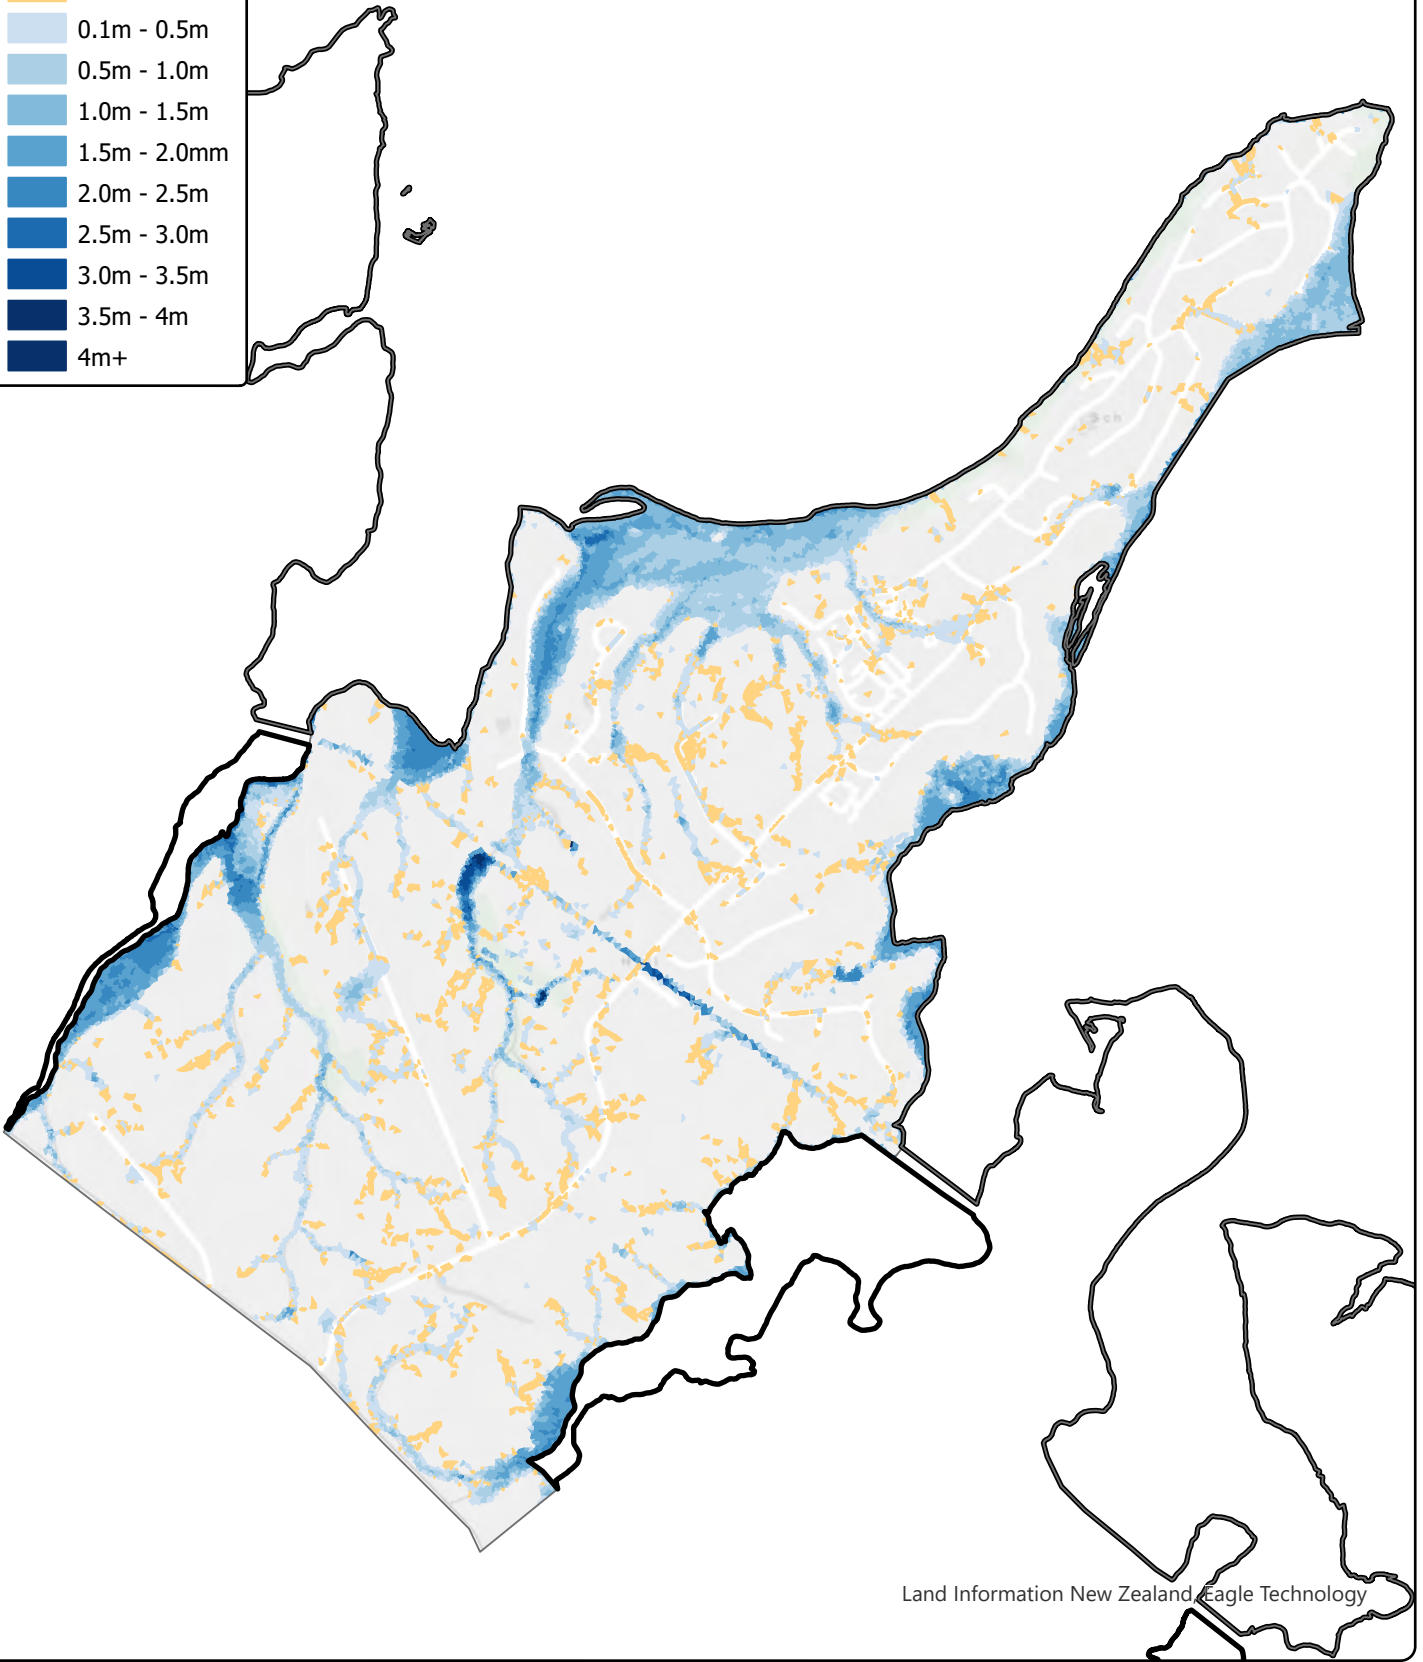 0.1m - 0.5m
0.5m - 1.0m
1.0m - 1.5m
1.5m - 2.0mm
2.0m - 2.5m
2.5m - 3.0m
3.0m - 3.5m
3.5m - 4m
4m+
Sch
Land Information New Zealand, Eagle Technology